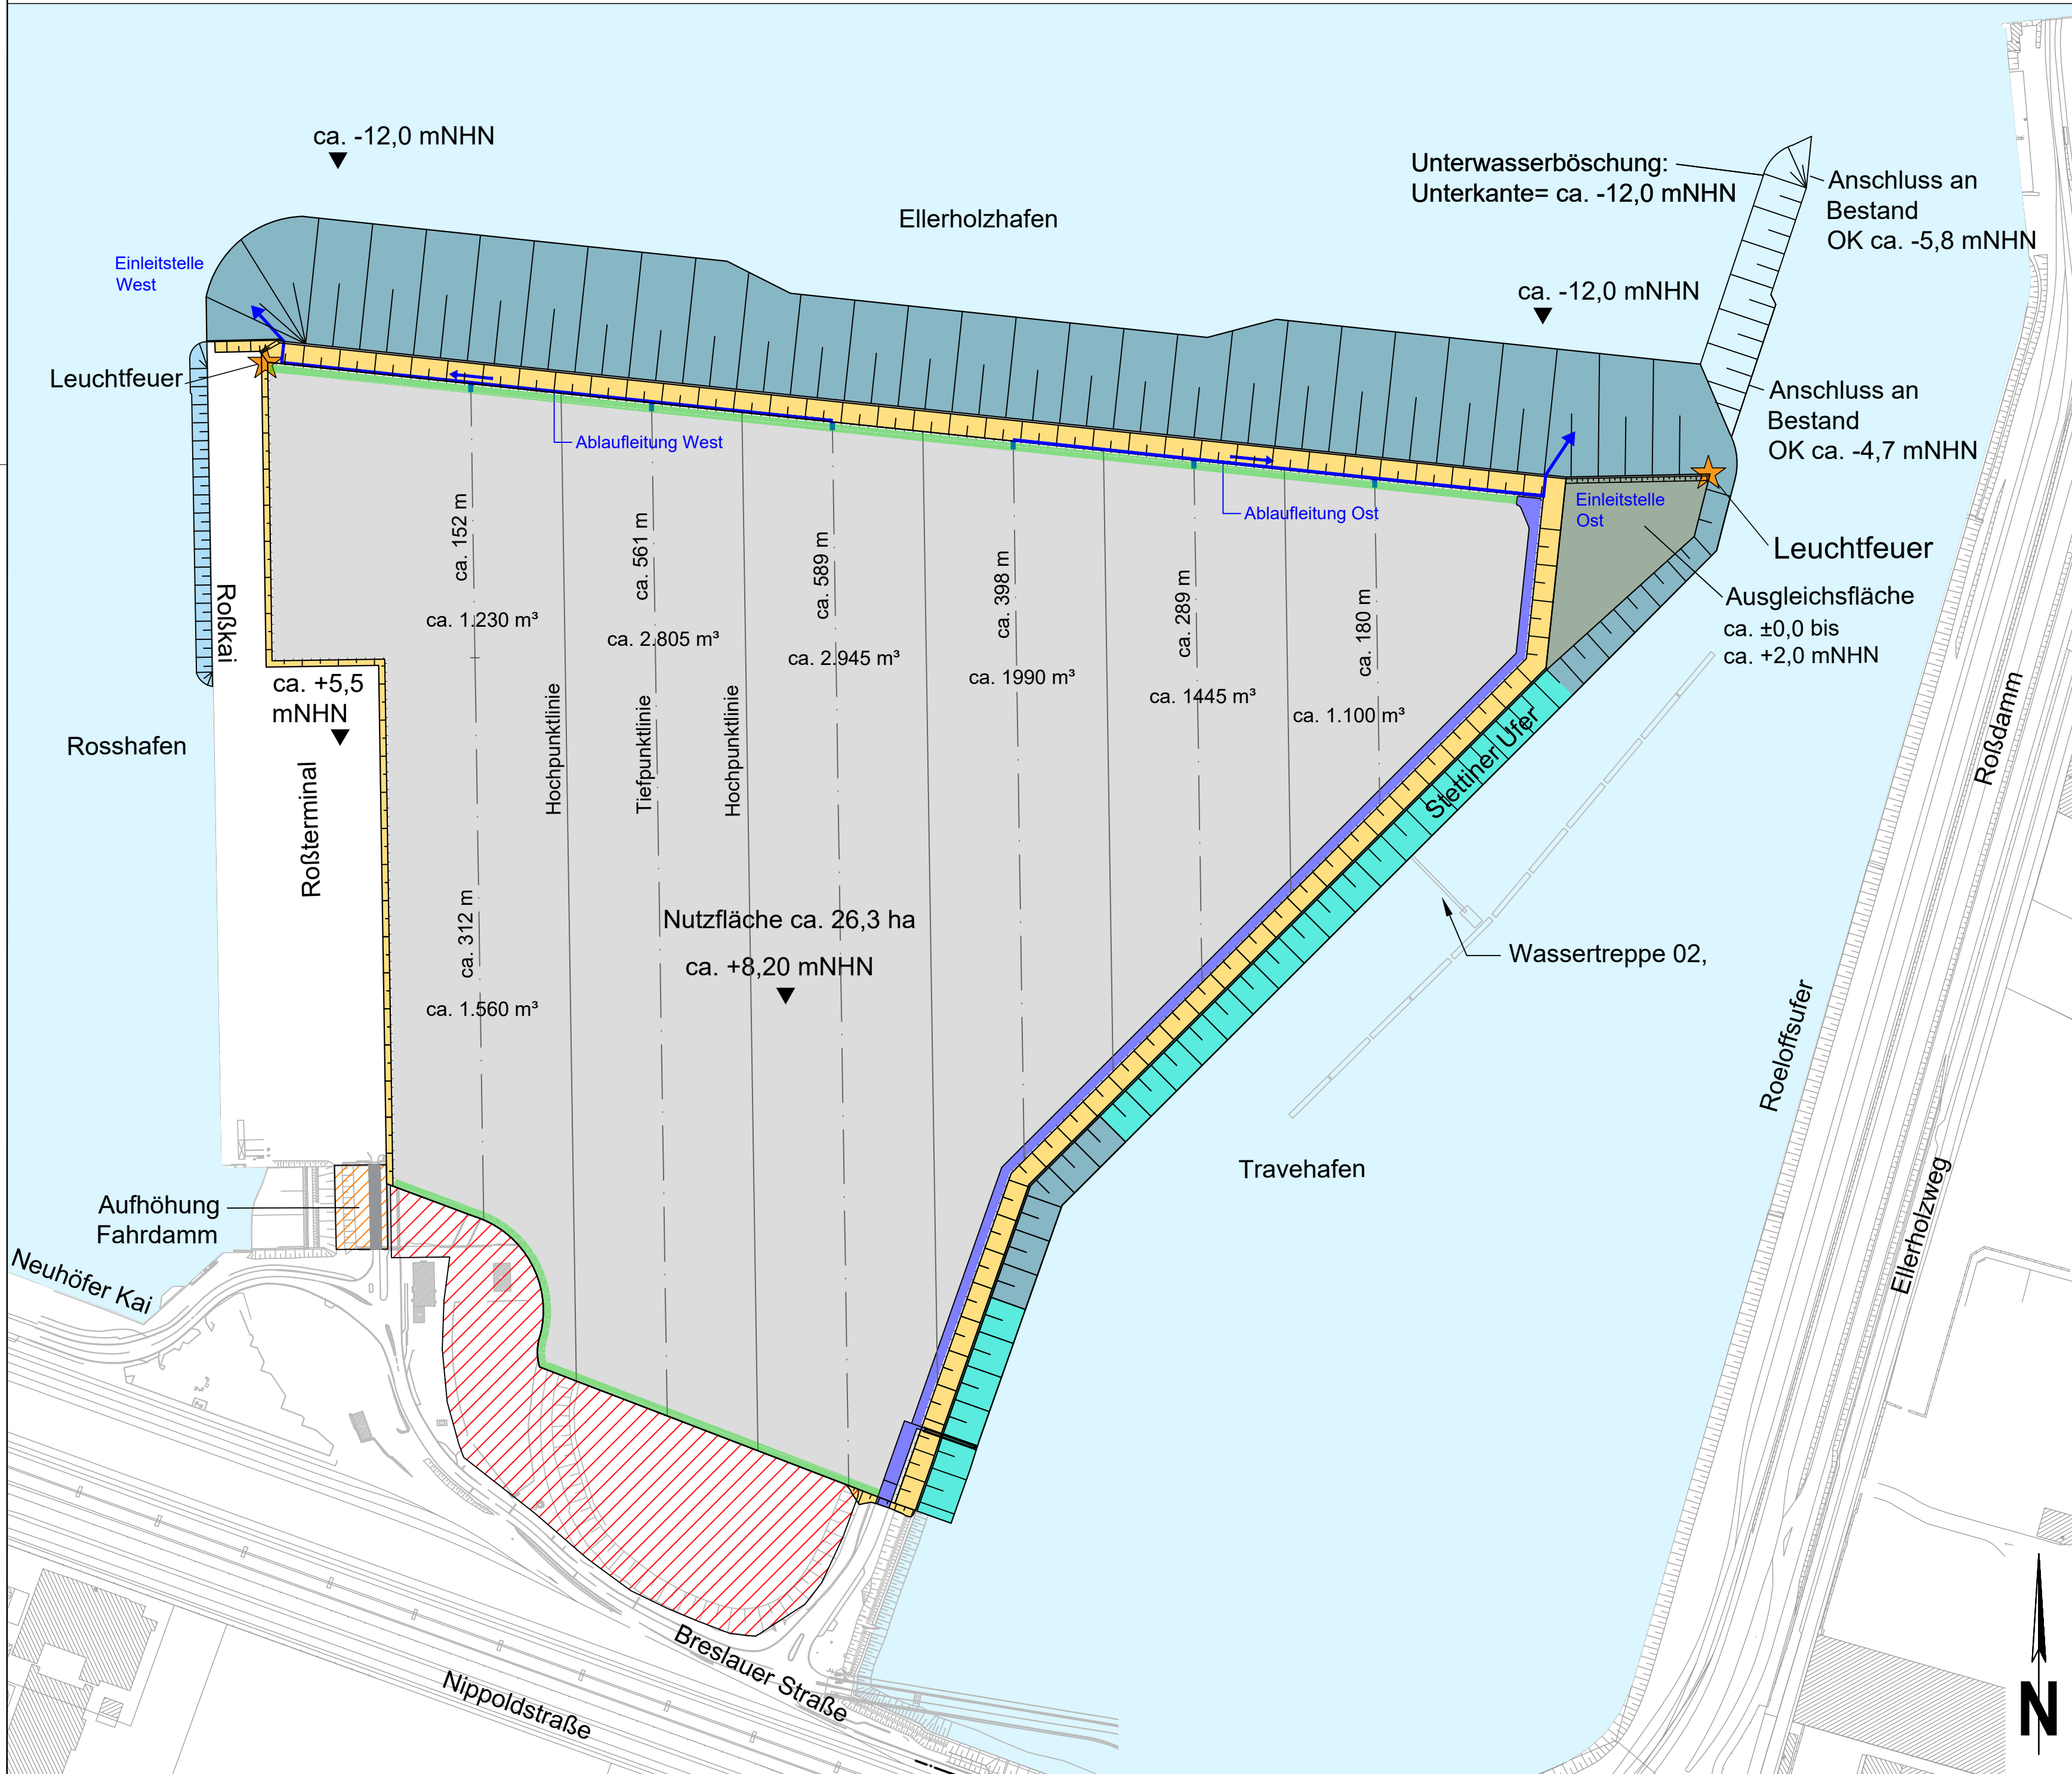 ca. -12,0 mNHN
Unterwasserböschung:
Unterkante= ca. -12,0 mNHN
Anschluss an
Bestand
OK ca. -5,8 mNHN
Ellerholzhafen
Einleitstelle
West
ca. -12,0 mNHN
Leuchtfeuer
Anschluss an
Bestand
OK ca. -4,7 mNHN
Ablaufleitung West
Ablaufleitung Ost
Einleitstelle
Ost
Leuchtfeuer
Ausgleichsfläche
ca. ±0,0 bis
ca. +2,0 mNHN
ca. 152 m
ca. 561 m
ca. 589 m
ca. 398 m
ca. 289 m
ca. 180 m
ca. 1.230 m³
ca. 2.805 m³
ca. 2.945 m³
ca. 1990 m³
ca. 1445 m³
ca. 1.100 m³
Roßkai
ca. +5,5
mNHN
Rosshafen
Roßterminal
Hochpunktlinie
Tiefpunktlinie
Hochpunktlinie
Stettiner Ufer
Roßdamm
Nutzfläche ca. 26,3 ha
ca. +8,20 mNHN
ca. 312 m
ca. 1.560 m³
Wassertreppe 02,
Roeloffsufer
Travehafen
Ellerholzweg
Aufhöhung
Fahrdamm
Neuhöfer Kai
Breslauer Straße
Nippoldstraße
N